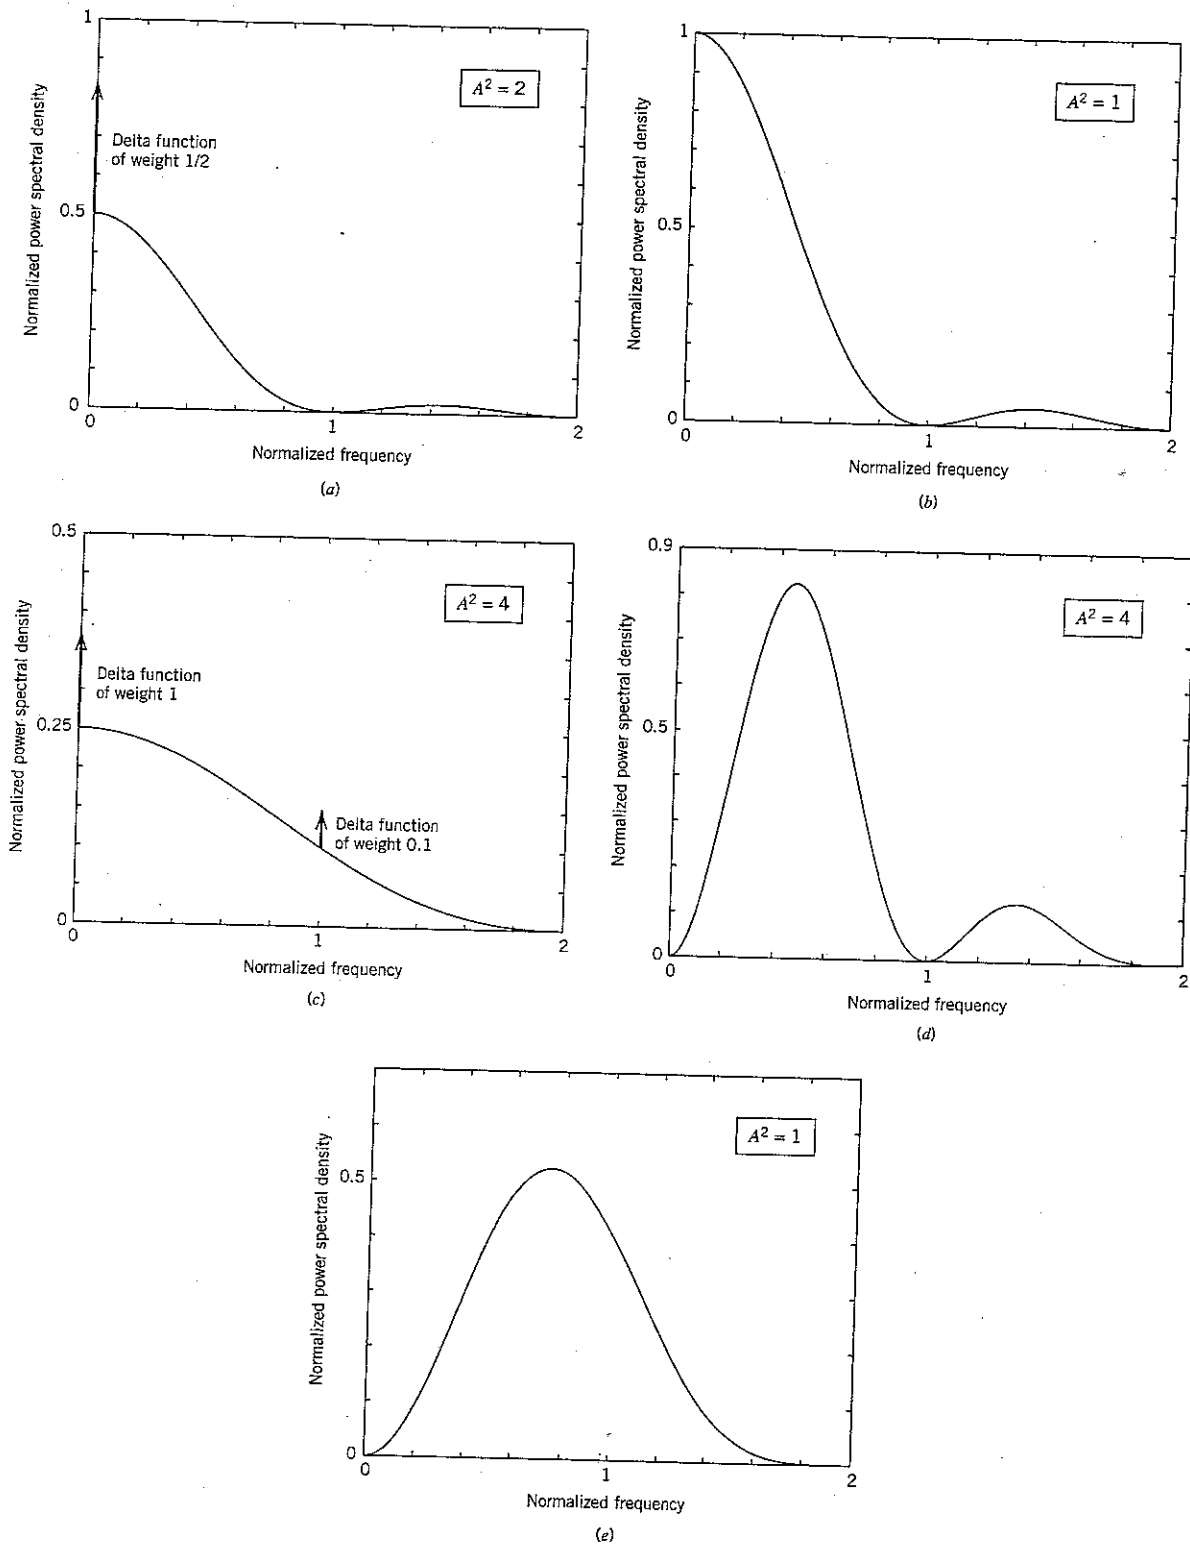 1
Normalized power spectral density
A² = 2
Delta function
of weight 1/2
0.5
0
0
1
2
Normalized frequency
(a)
1
Normalized power spectral density
A² = 1
0.5
0
0
1
2
Normalized frequency
(b)
0.5
Normalized power spectral density
A² = 4
Delta function
of weight 1
0.25
Delta function
of weight 0.1
0
0
1
2
Normalized frequency
(c)
0.9
Normalized power spectral density
A² = 4
0.5
0
0
1
2
Normalized frequency
(d)
Normalized power spectral density
A² = 1
0.5
0
0
1
2
Normalized frequency
(e)